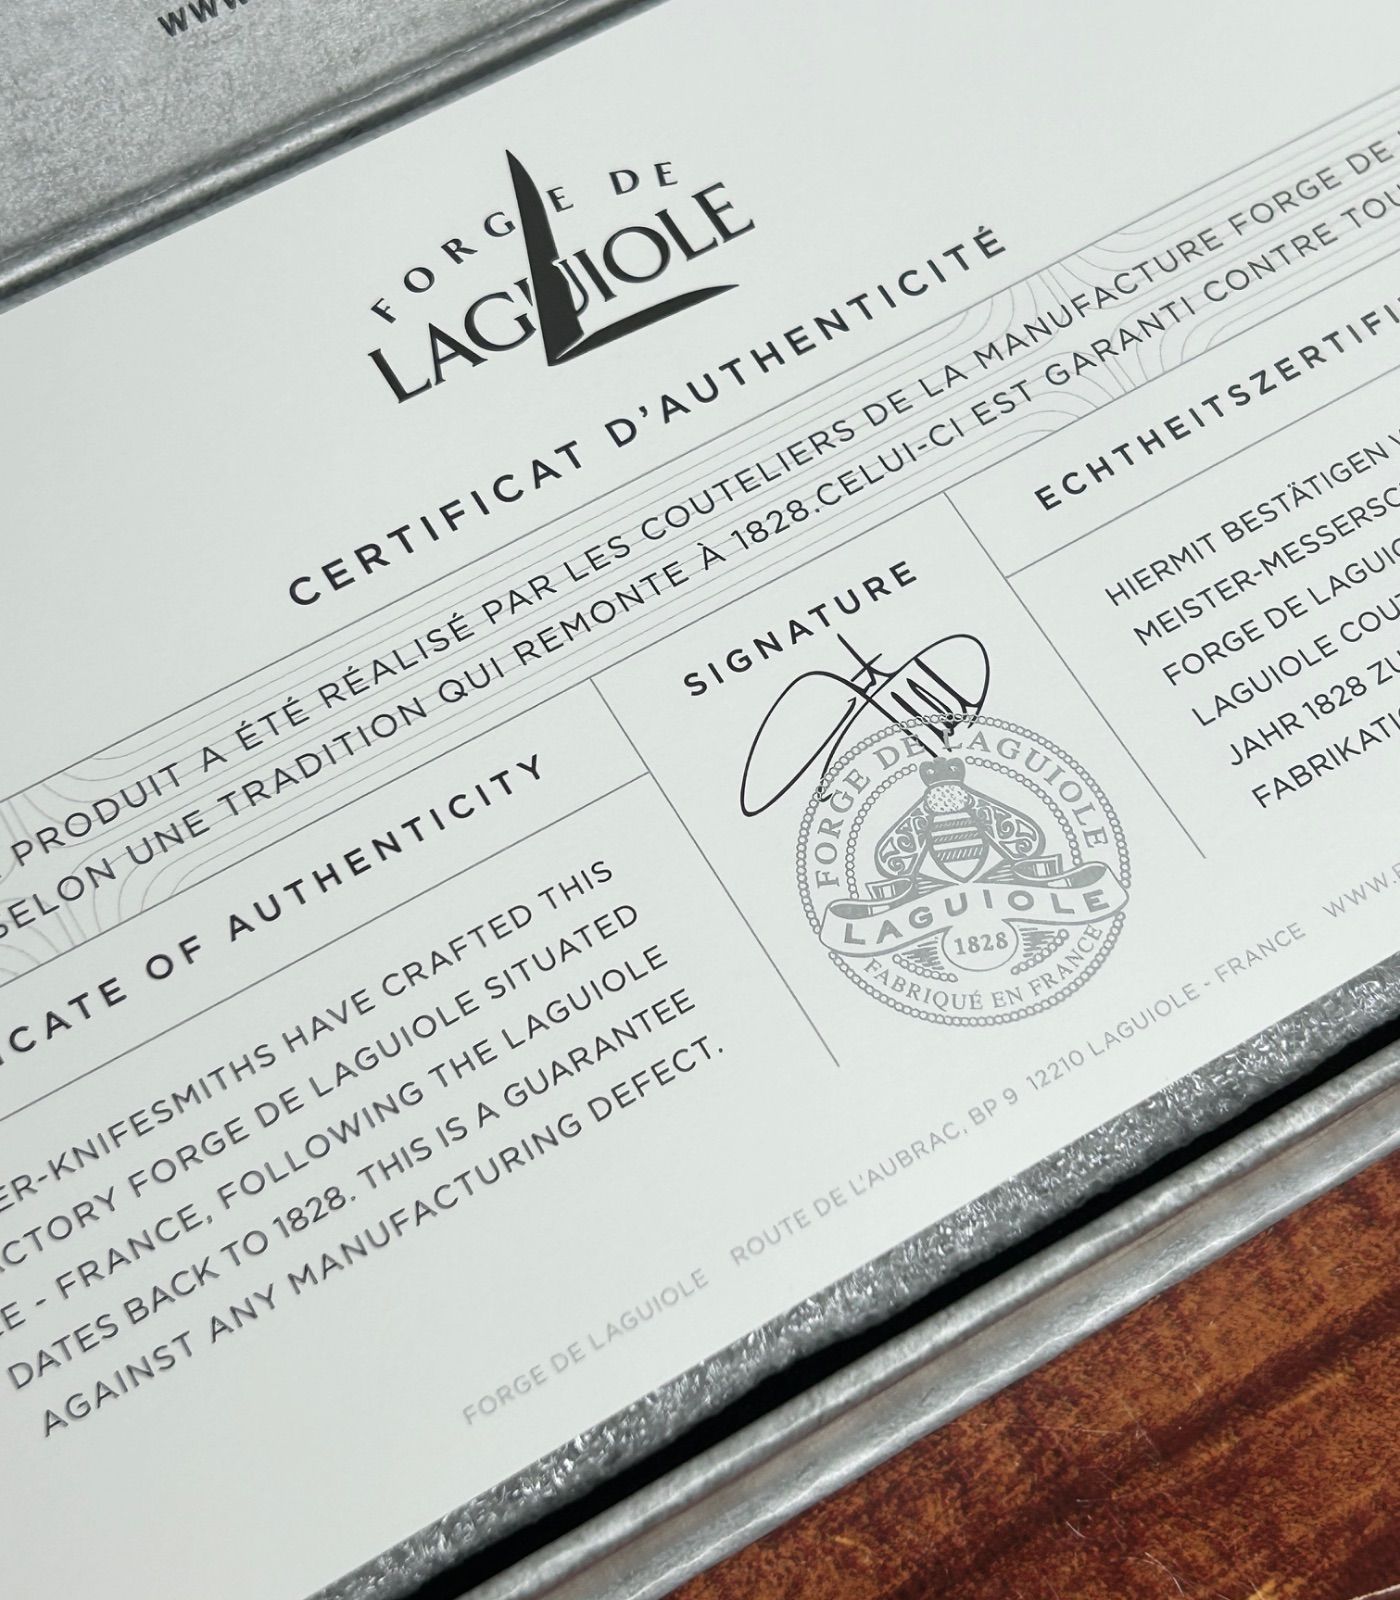 FORGE DE
LAGUIOLE
CERTIFICAT D'AUTHENTICITÉ
PRODUIT A ÉTÉ RÉALISÉ PAR LES COUTELIERS DE LA MANUFACTURE FORGE DE
SELON UNE TRADITION QUI REMONTE À 1828.CELUI-CI EST GARANTI CONTRE TOU
ICATE OF AUTHENTICITY
ER-KNIFESMITHS HAVE CRAFTED THIS
ACTORY FORGE DE LAGUIOLE SITUATED
LE - FRANCE, FOLLOWING THE LAGUIOLE
DATES BACK TO 1828. THIS IS A GUARANTEE
AGAINST ANY MANUFACTURING DEFECT.
SIGNATURE
FORGE DE LAGUIOLE
LAGUIOLE
1828
FABRIQUÉ EN FRANCE
ECHTHEITSZERTIFI
HIERMIT BESTÄTIGEN
MEISTER-MESSERSC
FORGE DE LAGUIO
LAGUIOLE COU
JAHR 1828 ZU
FABRIKATI
FORGE DE LAGUIOLE ROUTE DE L'AUBRAC, BP 9 12210 LAGUIOLE - FRANCE WWW.